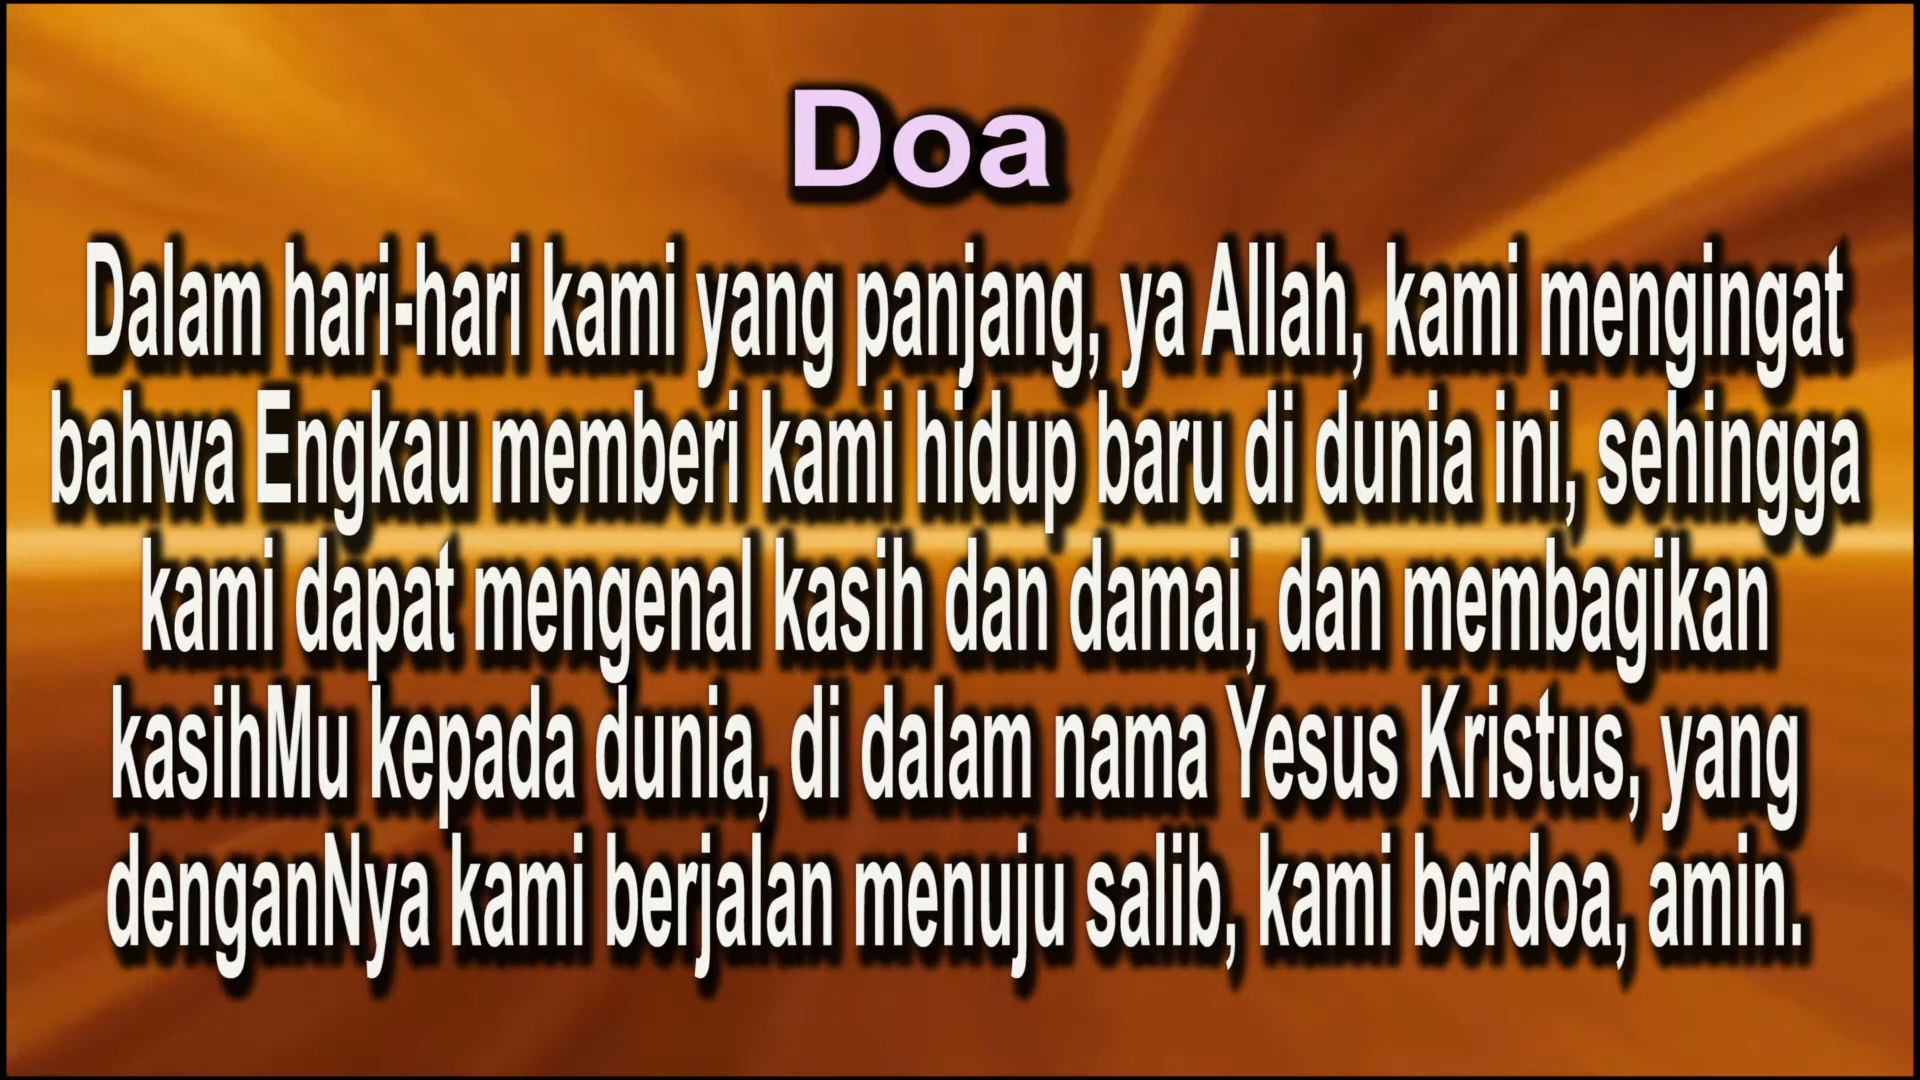 Doa
Dalam hari-hari kami yang panjang, ya Allah, kami mengingat
bahwa Engkau memberi kami hidup baru di dunia ini, sehingga
kami dapat mengenal kasih dan damai, dan membagikan
kasihMu kepada dunia, di dalam nama Yesus Kristus, yang
denganNya kami berjalan menuju salib, kami berdoa, amin.